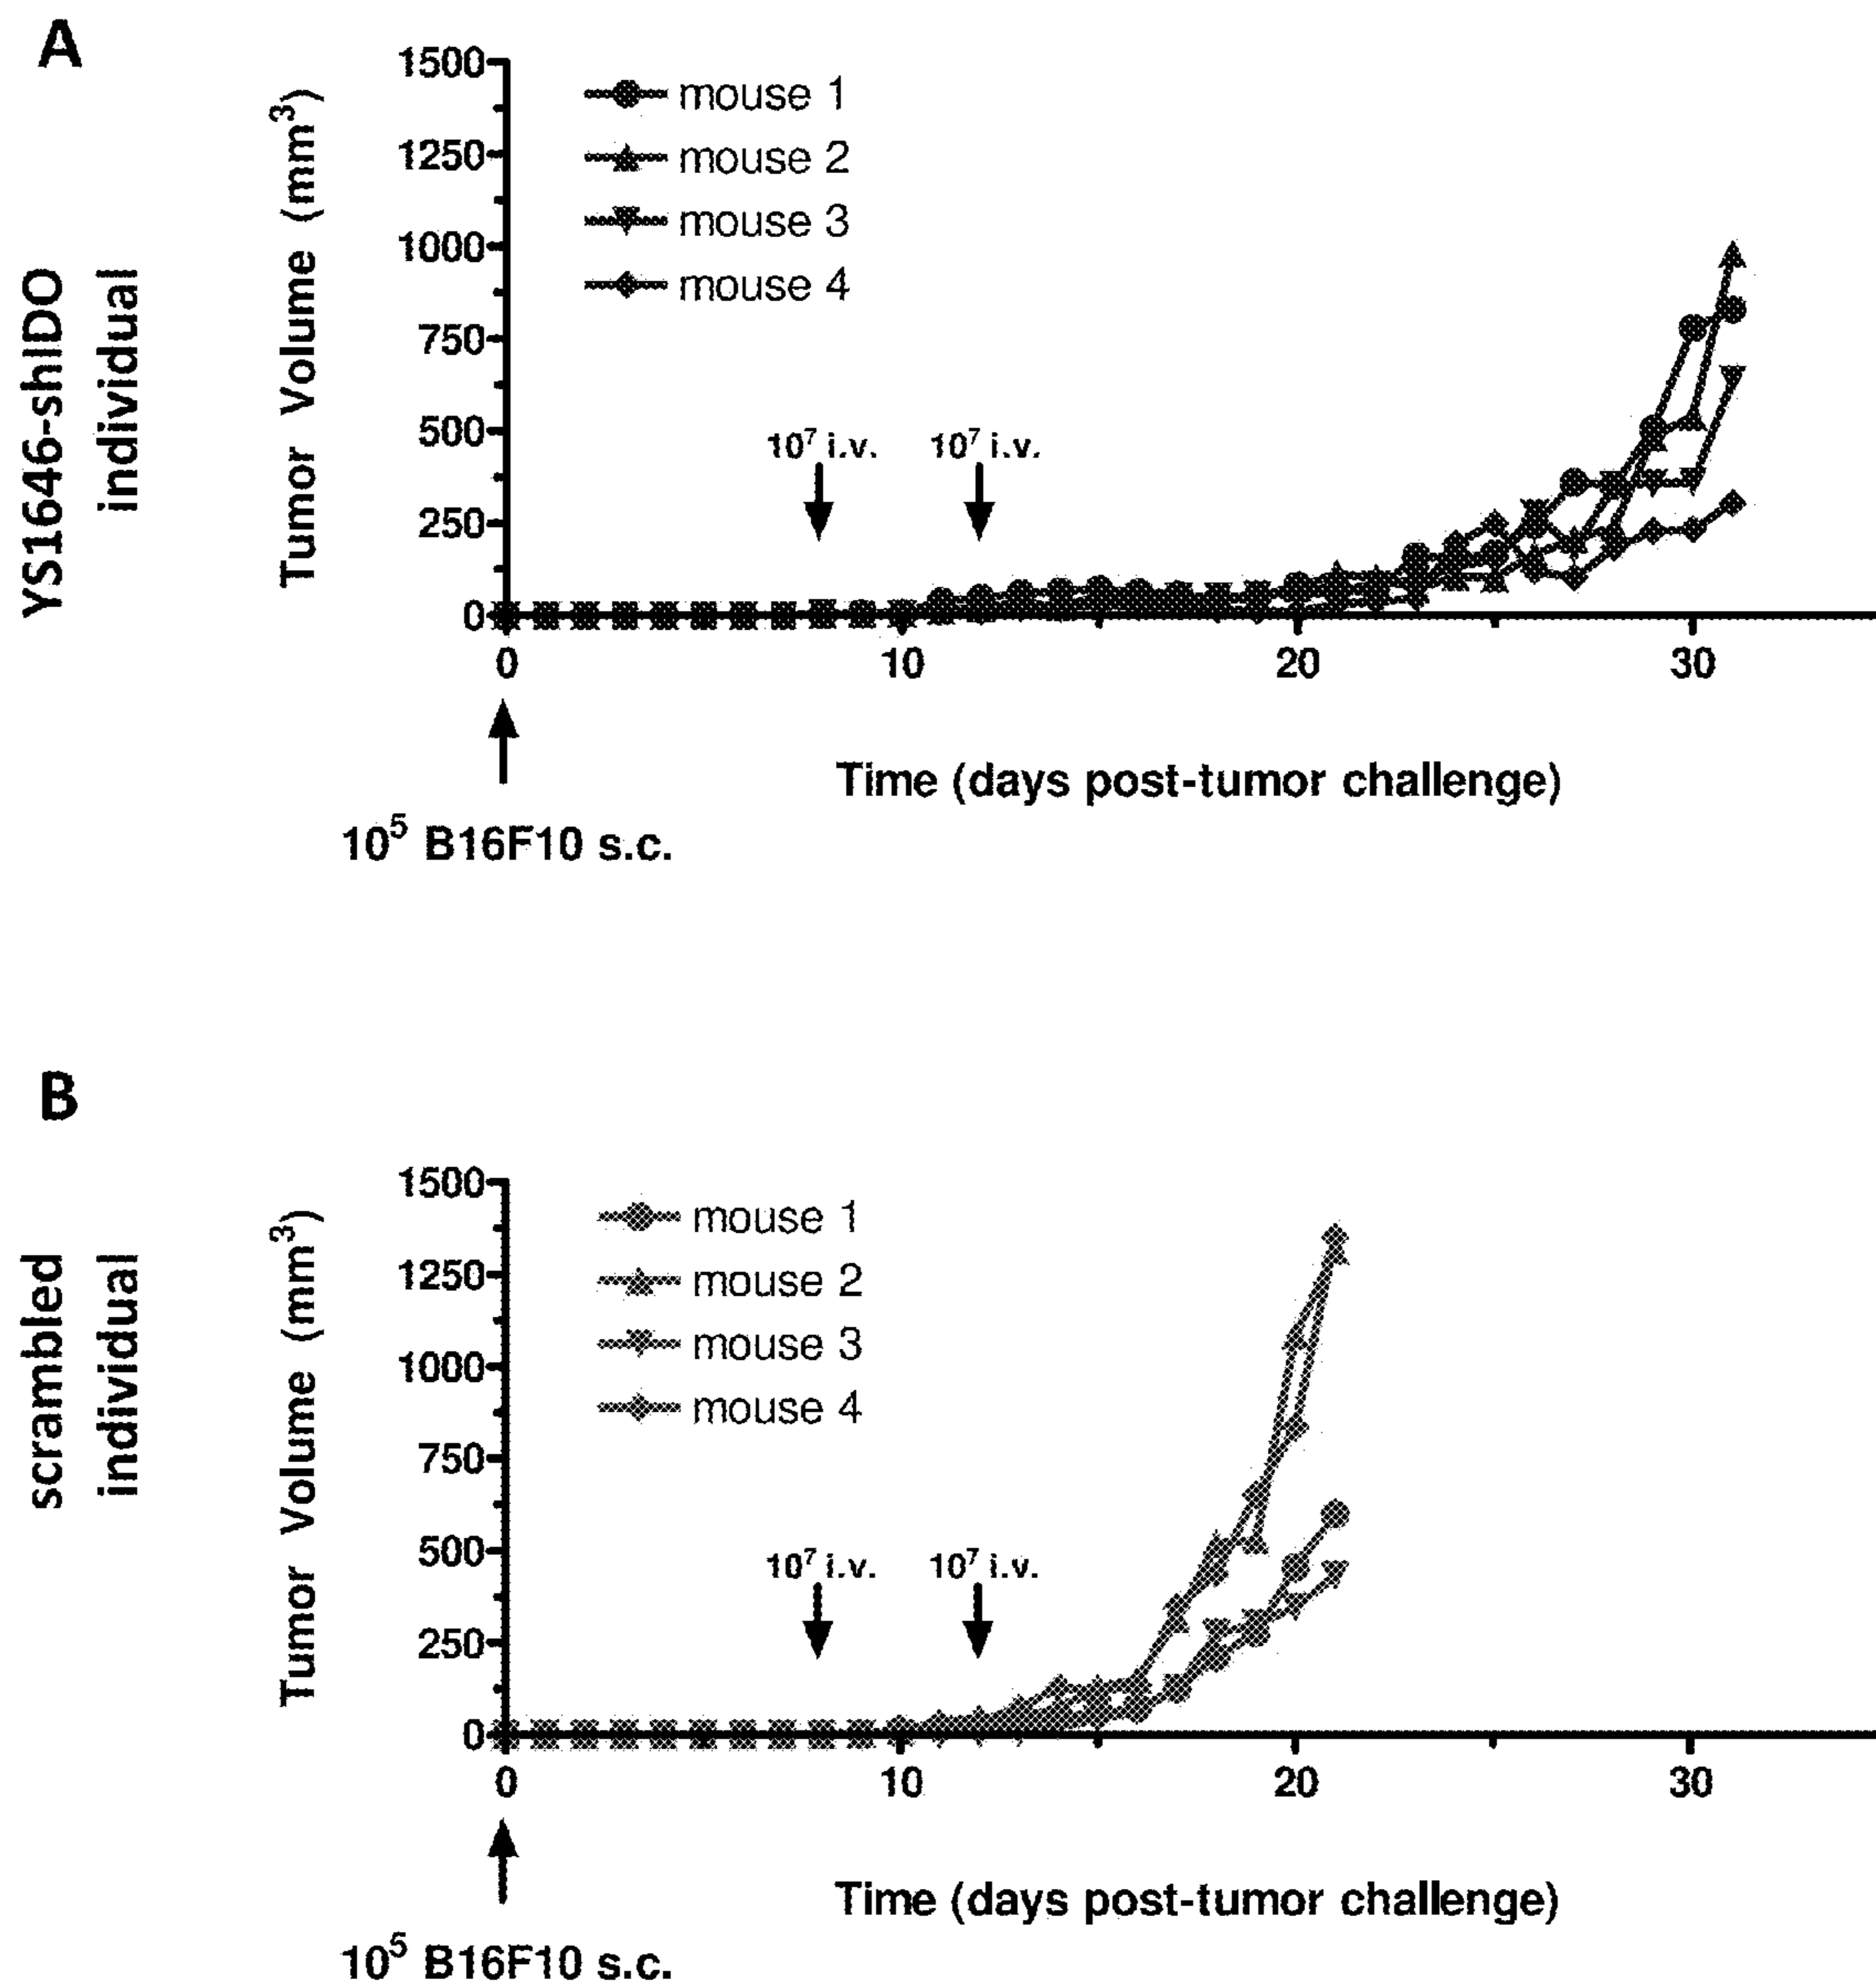 A
YS1646-shIDO
individual
Tumor Volume (mm³)
1500
1250
1000
750
500
250
0
mouse 1
mouse 2
mouse 3
mouse 4
10⁷ i.v.
10⁷ i.v.
0
10
20
30
Time (days post-tumor challenge)
10⁵ B16F10 s.c.
B
scrambled
individual
Tumor Volume (mm³)
1500
1250
1000
750
500
250
0
mouse 1
mouse 2
mouse 3
mouse 4
10⁷ i.v.
10⁷ i.v.
0
10
20
30
Time (days post-tumor challenge)
10⁵ B16F10 s.c.